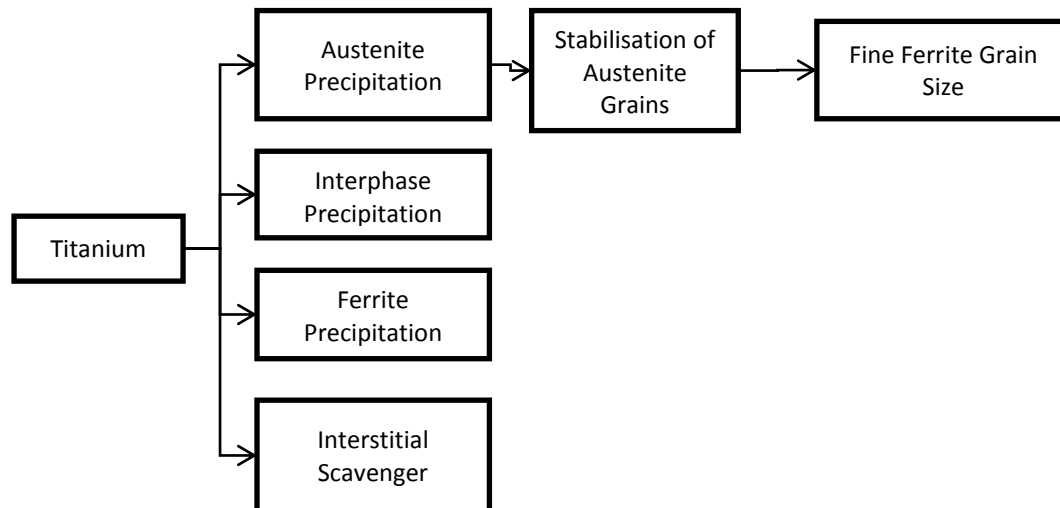 Titanium
Austenite
Precipitation
Stabilisation of
Austenite
Grains
Fine Ferrite Grain
Size
Interphase
Precipitation
Ferrite
Precipitation
Interstitial
Scavenger